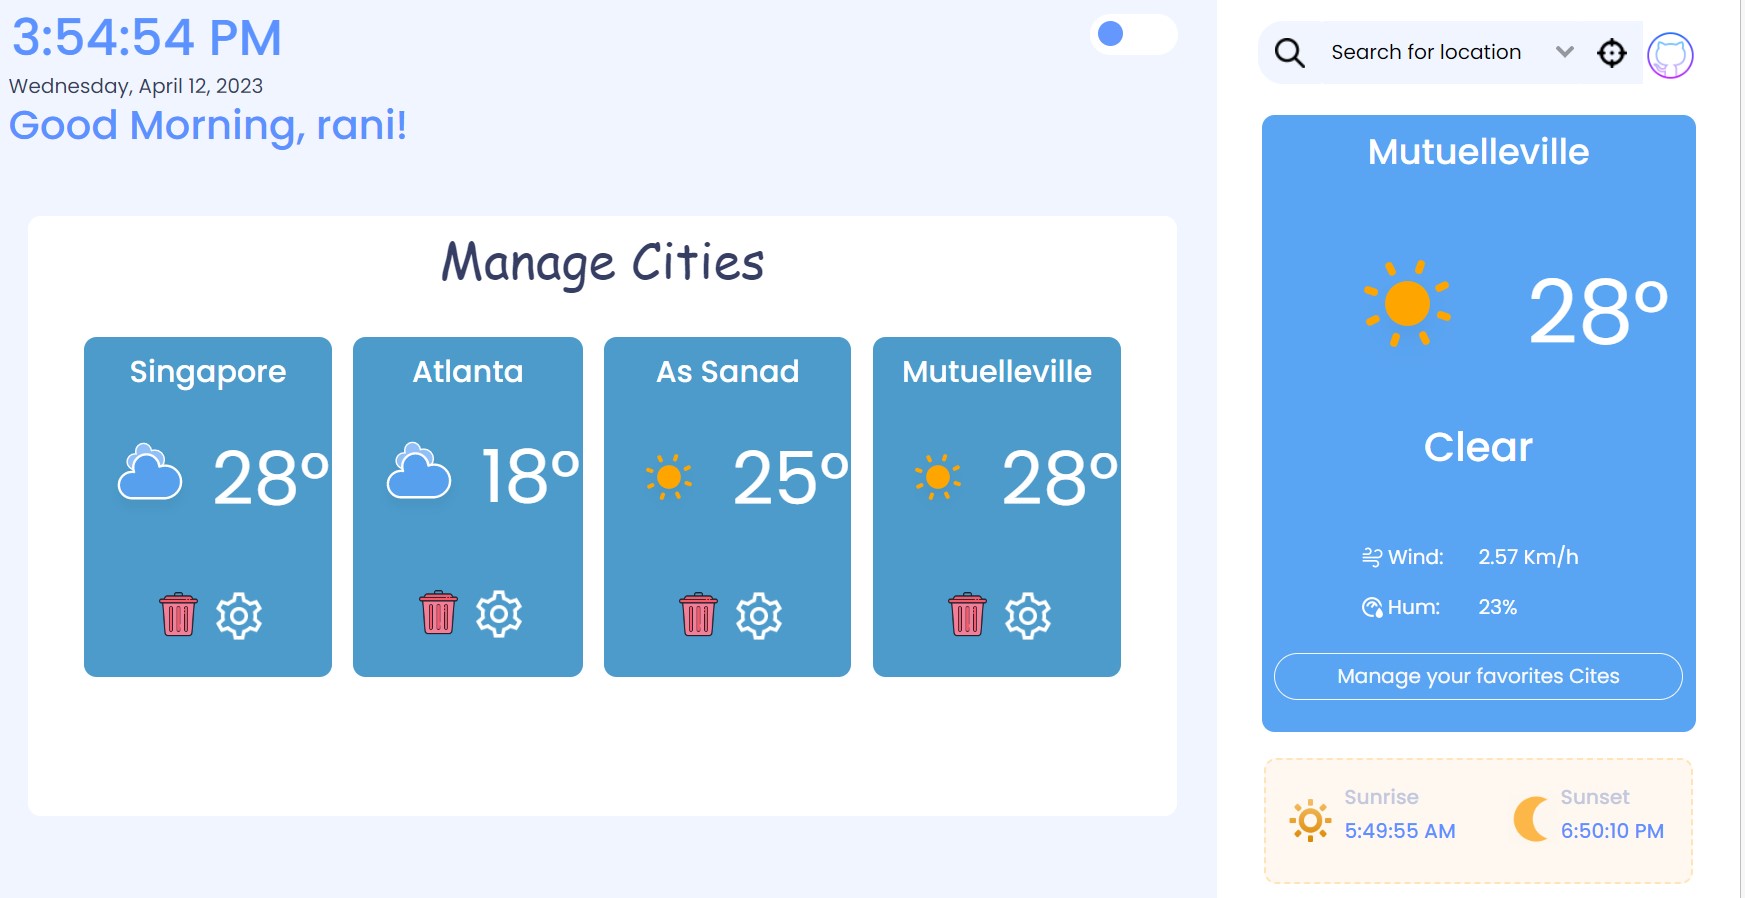 3:54:54 PM
Wednesday, April 12, 2023
Good Morning, rani!
Manage Cities
Singapore
28°
Atlanta
18°
As Sanad
25°
Mutuelleville
28°
Search for location
Mutuelleville
28°
Clear
Wind: 2.57 Km/h
Hum: 23%
Manage your favorites Cites
Sunrise
5:49:55 AM
Sunset
6:50:10 PM